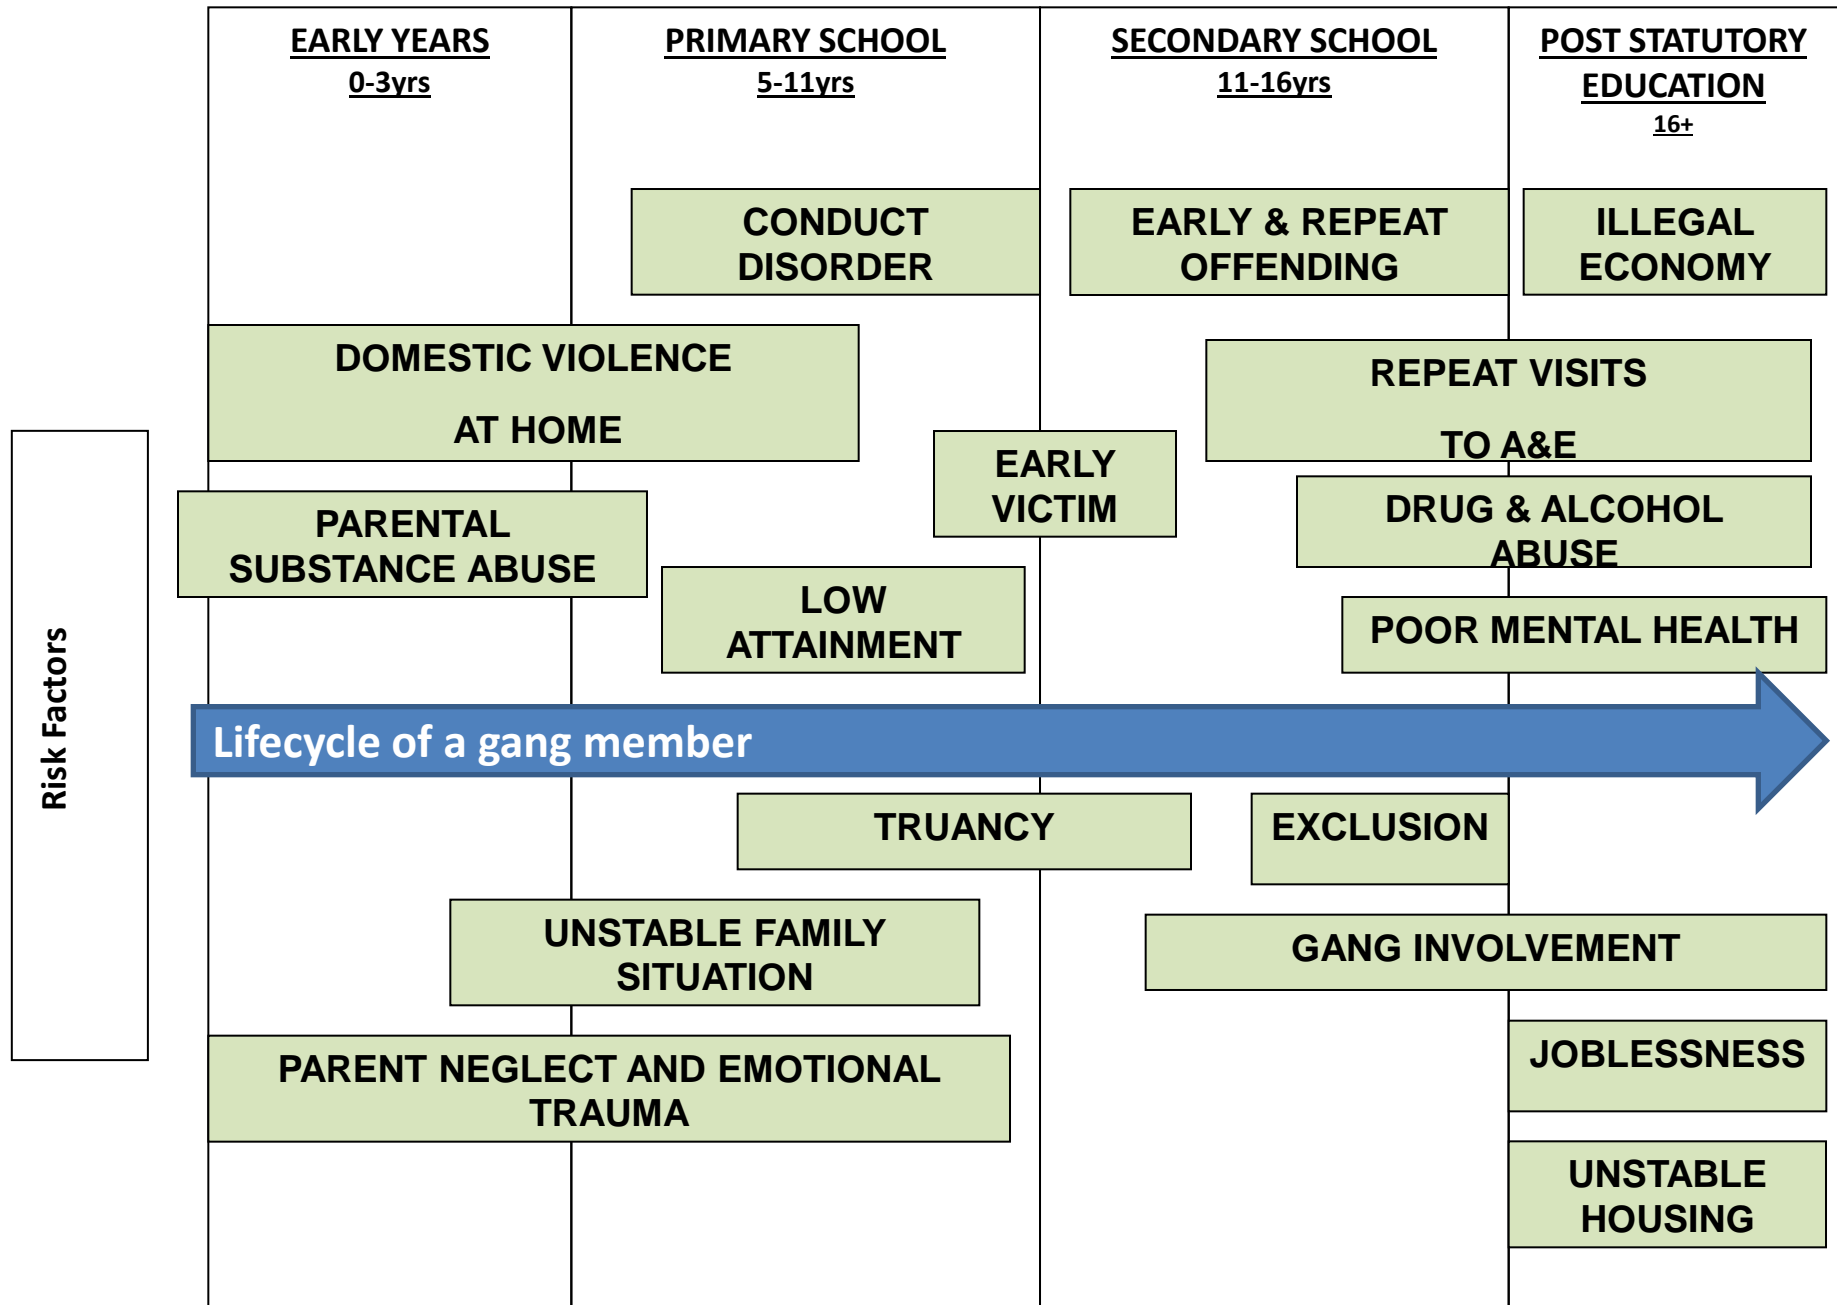 EARLY YEARS
0-3yrs
PRIMARY SCHOOL
5-11yrs
SECONDARY SCHOOL
11-16yrs
POST STATUTORY
EDUCATION
16+
CONDUCT
DISORDER
EARLY & REPEAT
OFFENDING
ILLEGAL
ECONOMY
DOMESTIC VIOLENCE
AT HOME
REPEAT VISITS
TO A&E
EARLY
VICTIM
PARENTAL
SUBSTANCE ABUSE
DRUG & ALCOHOL
ABUSE
LOW
ATTAINMENT
POOR MENTAL HEALTH
Risk Factors
Lifecycle of a gang member
TRUANCY
EXCLUSION
UNSTABLE FAMILY
SITUATION
GANG INVOLVEMENT
PARENT NEGLECT AND EMOTIONAL
TRAUMA
JOBLESSNESS
UNSTABLE
HOUSING